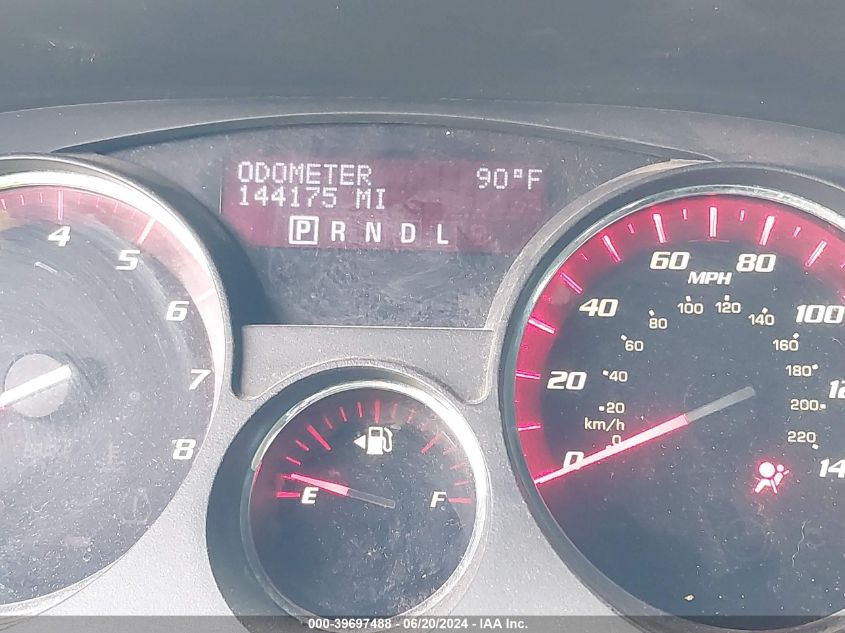 ODOMETER 90°F
144175 MI
P R N D L
4
5
6
7
8
E F
0 20 40 60 80 100
MPH
0 20 40 60 80 100 120 140 160 180 200 220
km/h
000-39697488 - 06/20/2024 - IAA Inc.